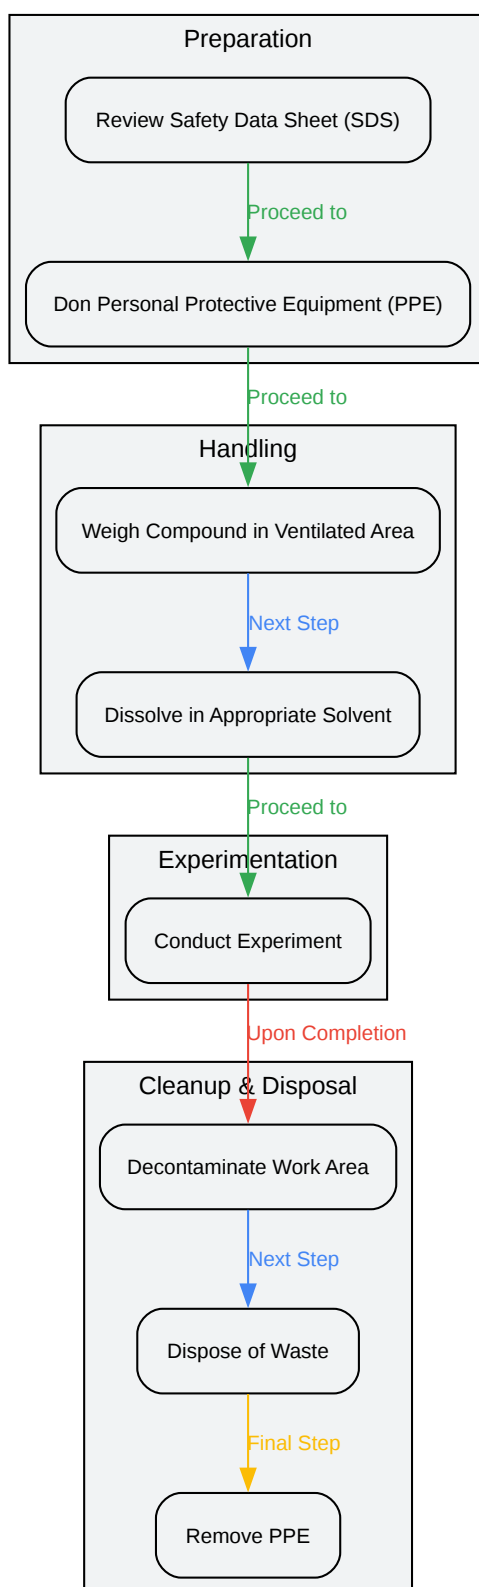 Preparation
Review Safety Data Sheet (SDS)
Proceed to
Don Personal Protective Equipment (PPE)
Proceed to
Handling
Weigh Compound in Ventilated Area
Next Step
Dissolve in Appropriate Solvent
Proceed to
Experimentation
Conduct Experiment
Upon Completion
Cleanup & Disposal
Decontaminate Work Area
Next Step
Dispose of Waste
Final Step
Remove PPE